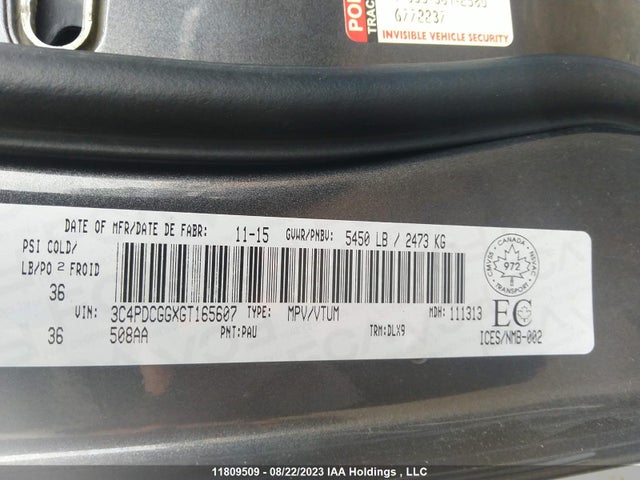 POL
TRAC
6772237
INVISIBLE VEHICLE SECURITY
DATE OF MFR/DATE DE FABR: 11-15 GVWR/PNBV: 5450 LB / 2473 KG
PSI COLD/
LB/PO 2 FROID
36
VIN: 3C4PDCGGXGT165607 TYPE: MPV/VTUM MDH: 111313
36 508AA PNT:PAU TRM:DLX9
CANADA
972
TRANSPORT
EC
ICES/NMB-002
11809509 - 08/22/2023 IAA Holdings , LLC